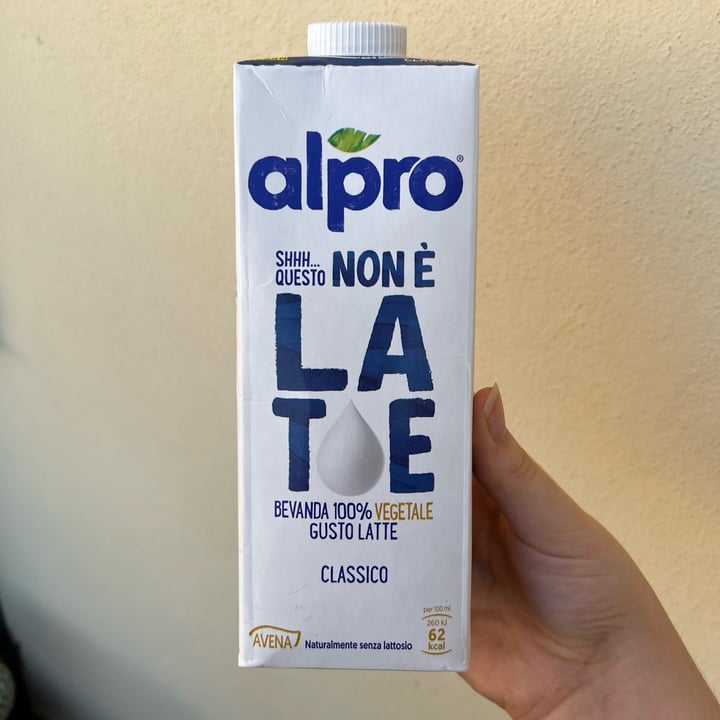 alpro®
SHHH...
QUESTO NON È
LA
T E
BEVANDA 100% VEGETALE
GUSTO LATTE
CLASSICO
per 100 ml
260 kJ
62
kcal
AVENA
Naturalmente senza lattosio